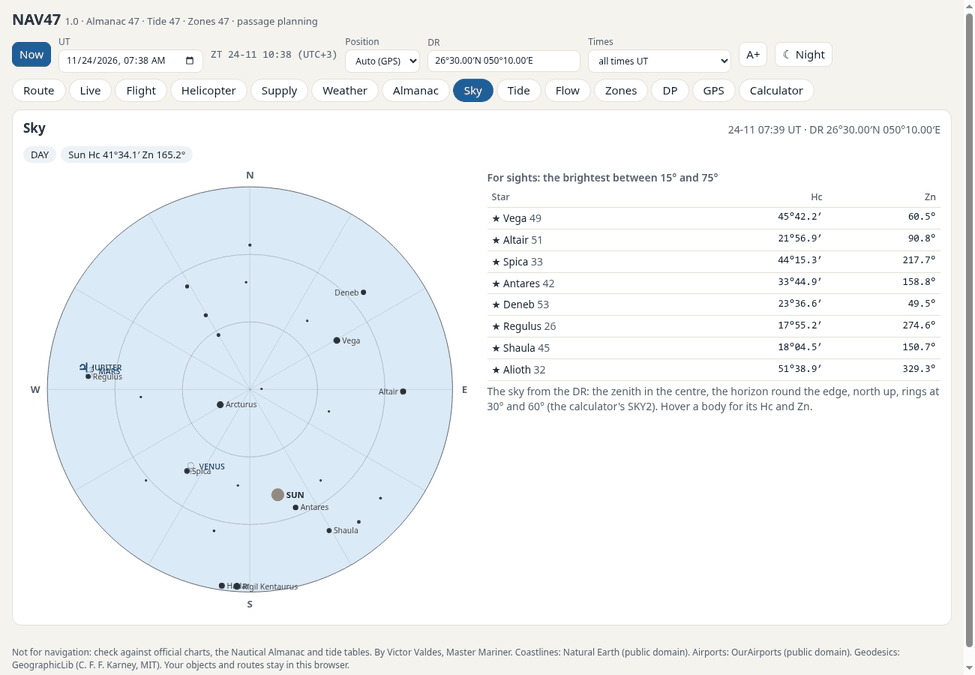 NAV47 1.0 · Almanac 47 · Tide 47 · Zones 47 · passage planning
UT
Position
DR
Times
Now
11/24/2026, 07:38 AM
ZT 24-11 10:38 (UTC+3)
Auto (GPS)
26°30.00′N 050°10.00′E
all times UT
A+
☾ Night
Route
Live
Flight
Helicopter
Supply
Weather
Almanac
Sky
Tide
Flow
Zones
DP
GPS
Calculator
Sky
24-11 07:39 UT · DR 26°30.00′N 050°10.00′E
DAY
Sun Hc 41°34.1′ Zn 165.2°
N
Deneb
Vega
JUPITER
MARS
Regulus
W
E
Altair
Arcturus
VENUS
Spica
SUN
Antares
Shaula
Rigil Kentaurus
S
For sights: the brightest between 15° and 75°
Star Hc Zn
★ Vega 49 45°42.2′ 60.5°
★ Altair 51 21°56.9′ 90.8°
★ Spica 33 44°15.3′ 217.7°
★ Antares 42 33°44.9′ 158.8°
★ Deneb 53 23°36.6′ 49.5°
★ Regulus 26 17°55.2′ 274.6°
★ Shaula 45 18°04.5′ 150.7°
★ Alioth 32 51°38.9′ 329.3°
The sky from the DR: the zenith in the centre, the horizon round the edge, north up, rings at
30° and 60° (the calculator's SKY2). Hover a body for its Hc and Zn.
Not for navigation: check against official charts, the Nautical Almanac and tide tables. By Victor Valdes, Master Mariner. Coastlines: Natural Earth (public domain). Airports: OurAirports (public domain). Geodesics:
GeographicLib (C. F. F. Karney, MIT). Your objects and routes stay in this browser.